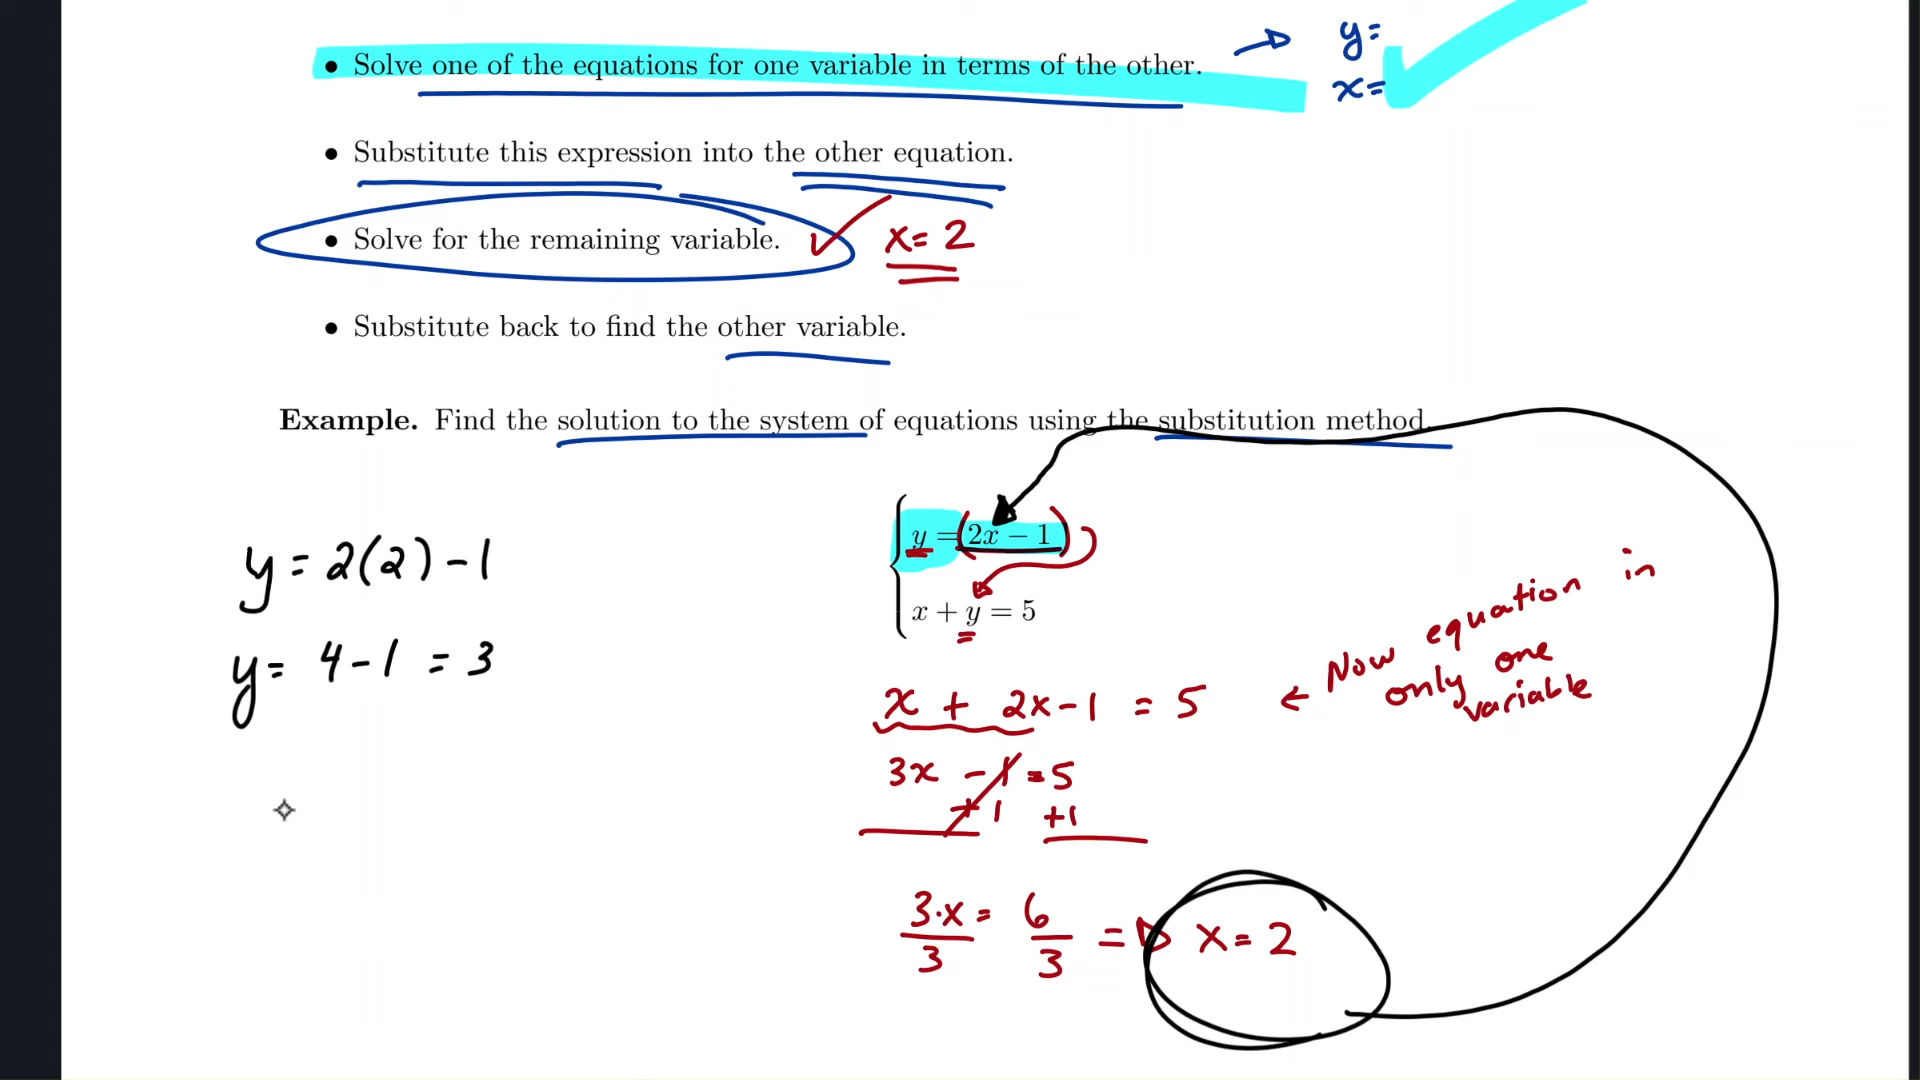 • Solve one of the equations for one variable in terms of the other.
y=
x=
• Substitute this expression into the other equation.
• Solve for the remaining variable.
x= 2
• Substitute back to find the other variable.
Example. Find the solution to the system of equations using the substitution method.
y = (2x − 1)
x + y = 5
y = 2(2) - 1
y = 4 - 1 = 3
x + 2x - 1 = 5
← Now equation in
only one
variable
3x - 1 = 5
+1 +1
3·x = 6
3 3
=> x = 2